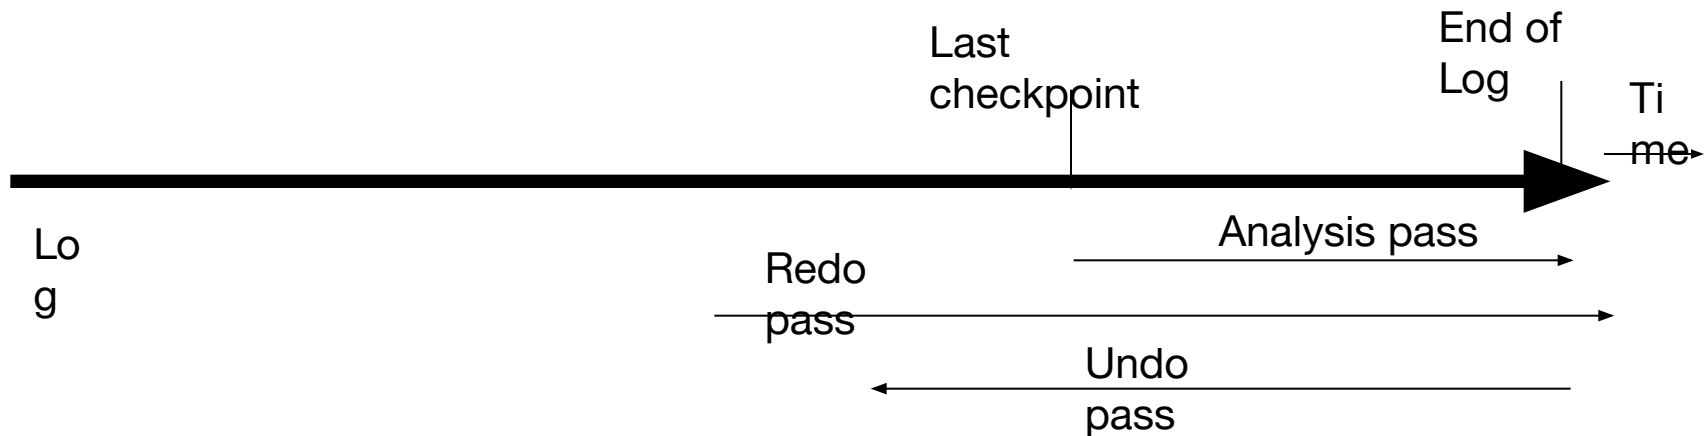 Last
checkpoint
End of
Log
Ti
me
Lo
g
Analysis pass
Redo
pass
Undo
pass